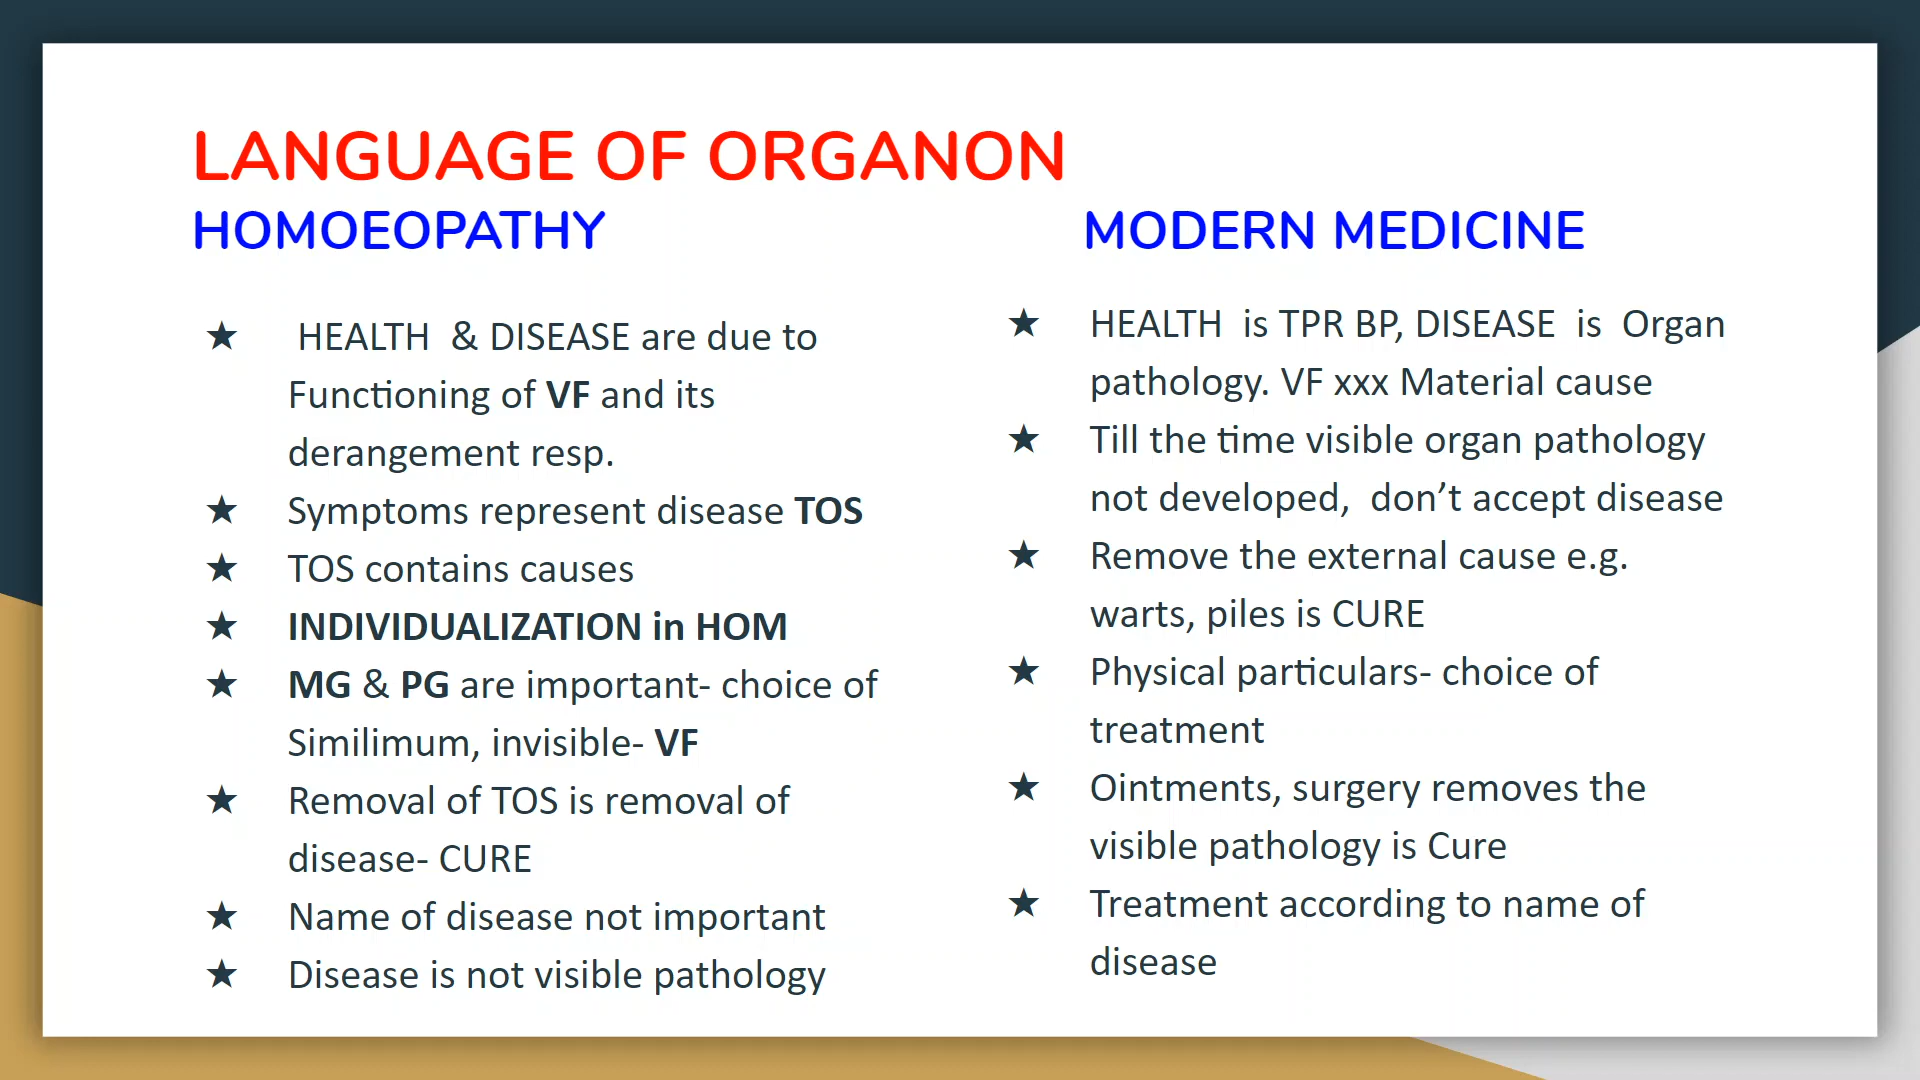 LANGUAGE OF ORGANON
HOMOEOPATHY
★ HEALTH & DISEASE are due to
Functioning of VF and its
derangement resp.
★ Symptoms represent disease TOS
★ TOS contains causes
★ INDIVIDUALIZATION in HOM
★ MG & PG are important- choice of
Similimum, invisible- VF
★ Removal of TOS is removal of
disease- CURE
★ Name of disease not important
★ Disease is not visible pathology
MODERN MEDICINE
★ HEALTH is TPR BP, DISEASE is Organ
pathology. VF xxx Material cause
★ Till the time visible organ pathology
not developed, don’t accept disease
★ Remove the external cause e.g.
warts, piles is CURE
★ Physical particulars- choice of
treatment
★ Ointments, surgery removes the
visible pathology is Cure
★ Treatment according to name of
disease